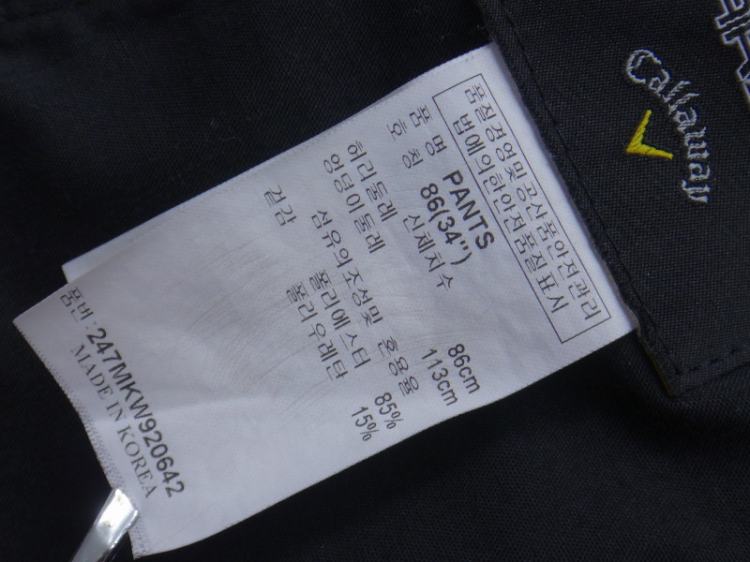 품질경영및 공산품안전관리
법에 의한 안전품질표시
품 명 PANTS
호 칭 86(34")
신체치수
허리둘레 86cm
엉덩이둘레 113cm
섬유의 조성및 혼용율
겉감 폴리에스터 85%
폴리우레탄 15%
품번 : 247MKW920642
MADE IN KOREA
Callaway